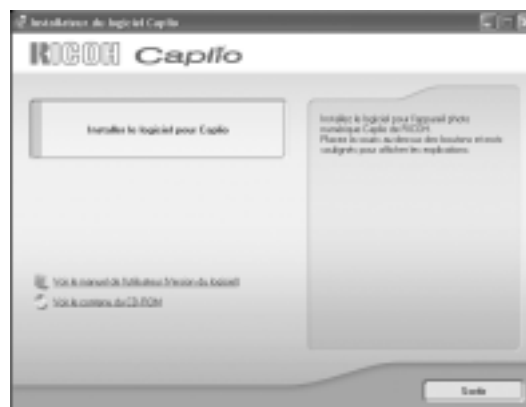 Installateur du logiciel Caplio
RICOH Caplio
Installer le logiciel pour Caplio
Installez le logiciel pour l'appareil photo
numérique Caplio de RICOH.
Placez la souris au-dessus des boutons et mots
soulignés pour afficher les explications.
Voir le manuel de l'utilisateur (Version du logiciel)
Voir le contenu du CD-ROM
Sortie